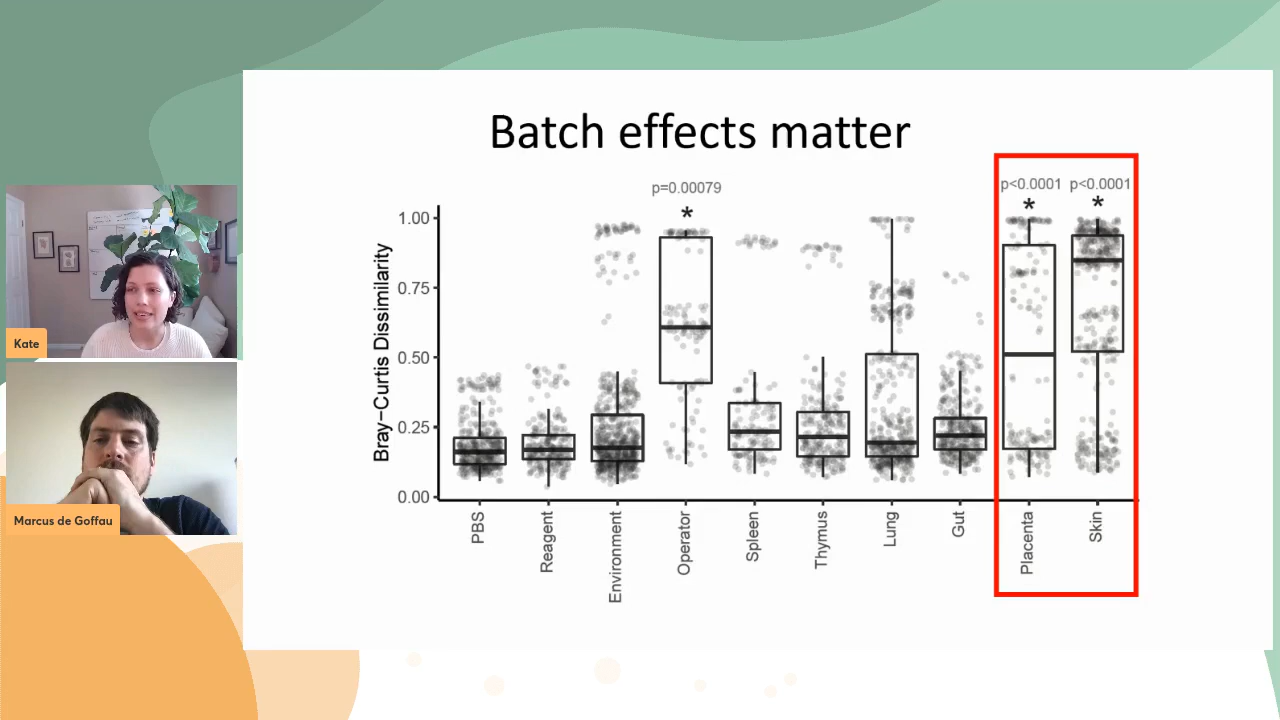 Batch effects matter
p=0.00079
*
p<0.0001 p<0.0001
* *
Bray−Curtis Dissimilarity
1.00
0.75
0.50
0.25
0.00
PBS
Reagent
Environment
Operator
Spleen
Thymus
Lung
Gut
Placenta
Skin
Kate
Marcus de Goffau